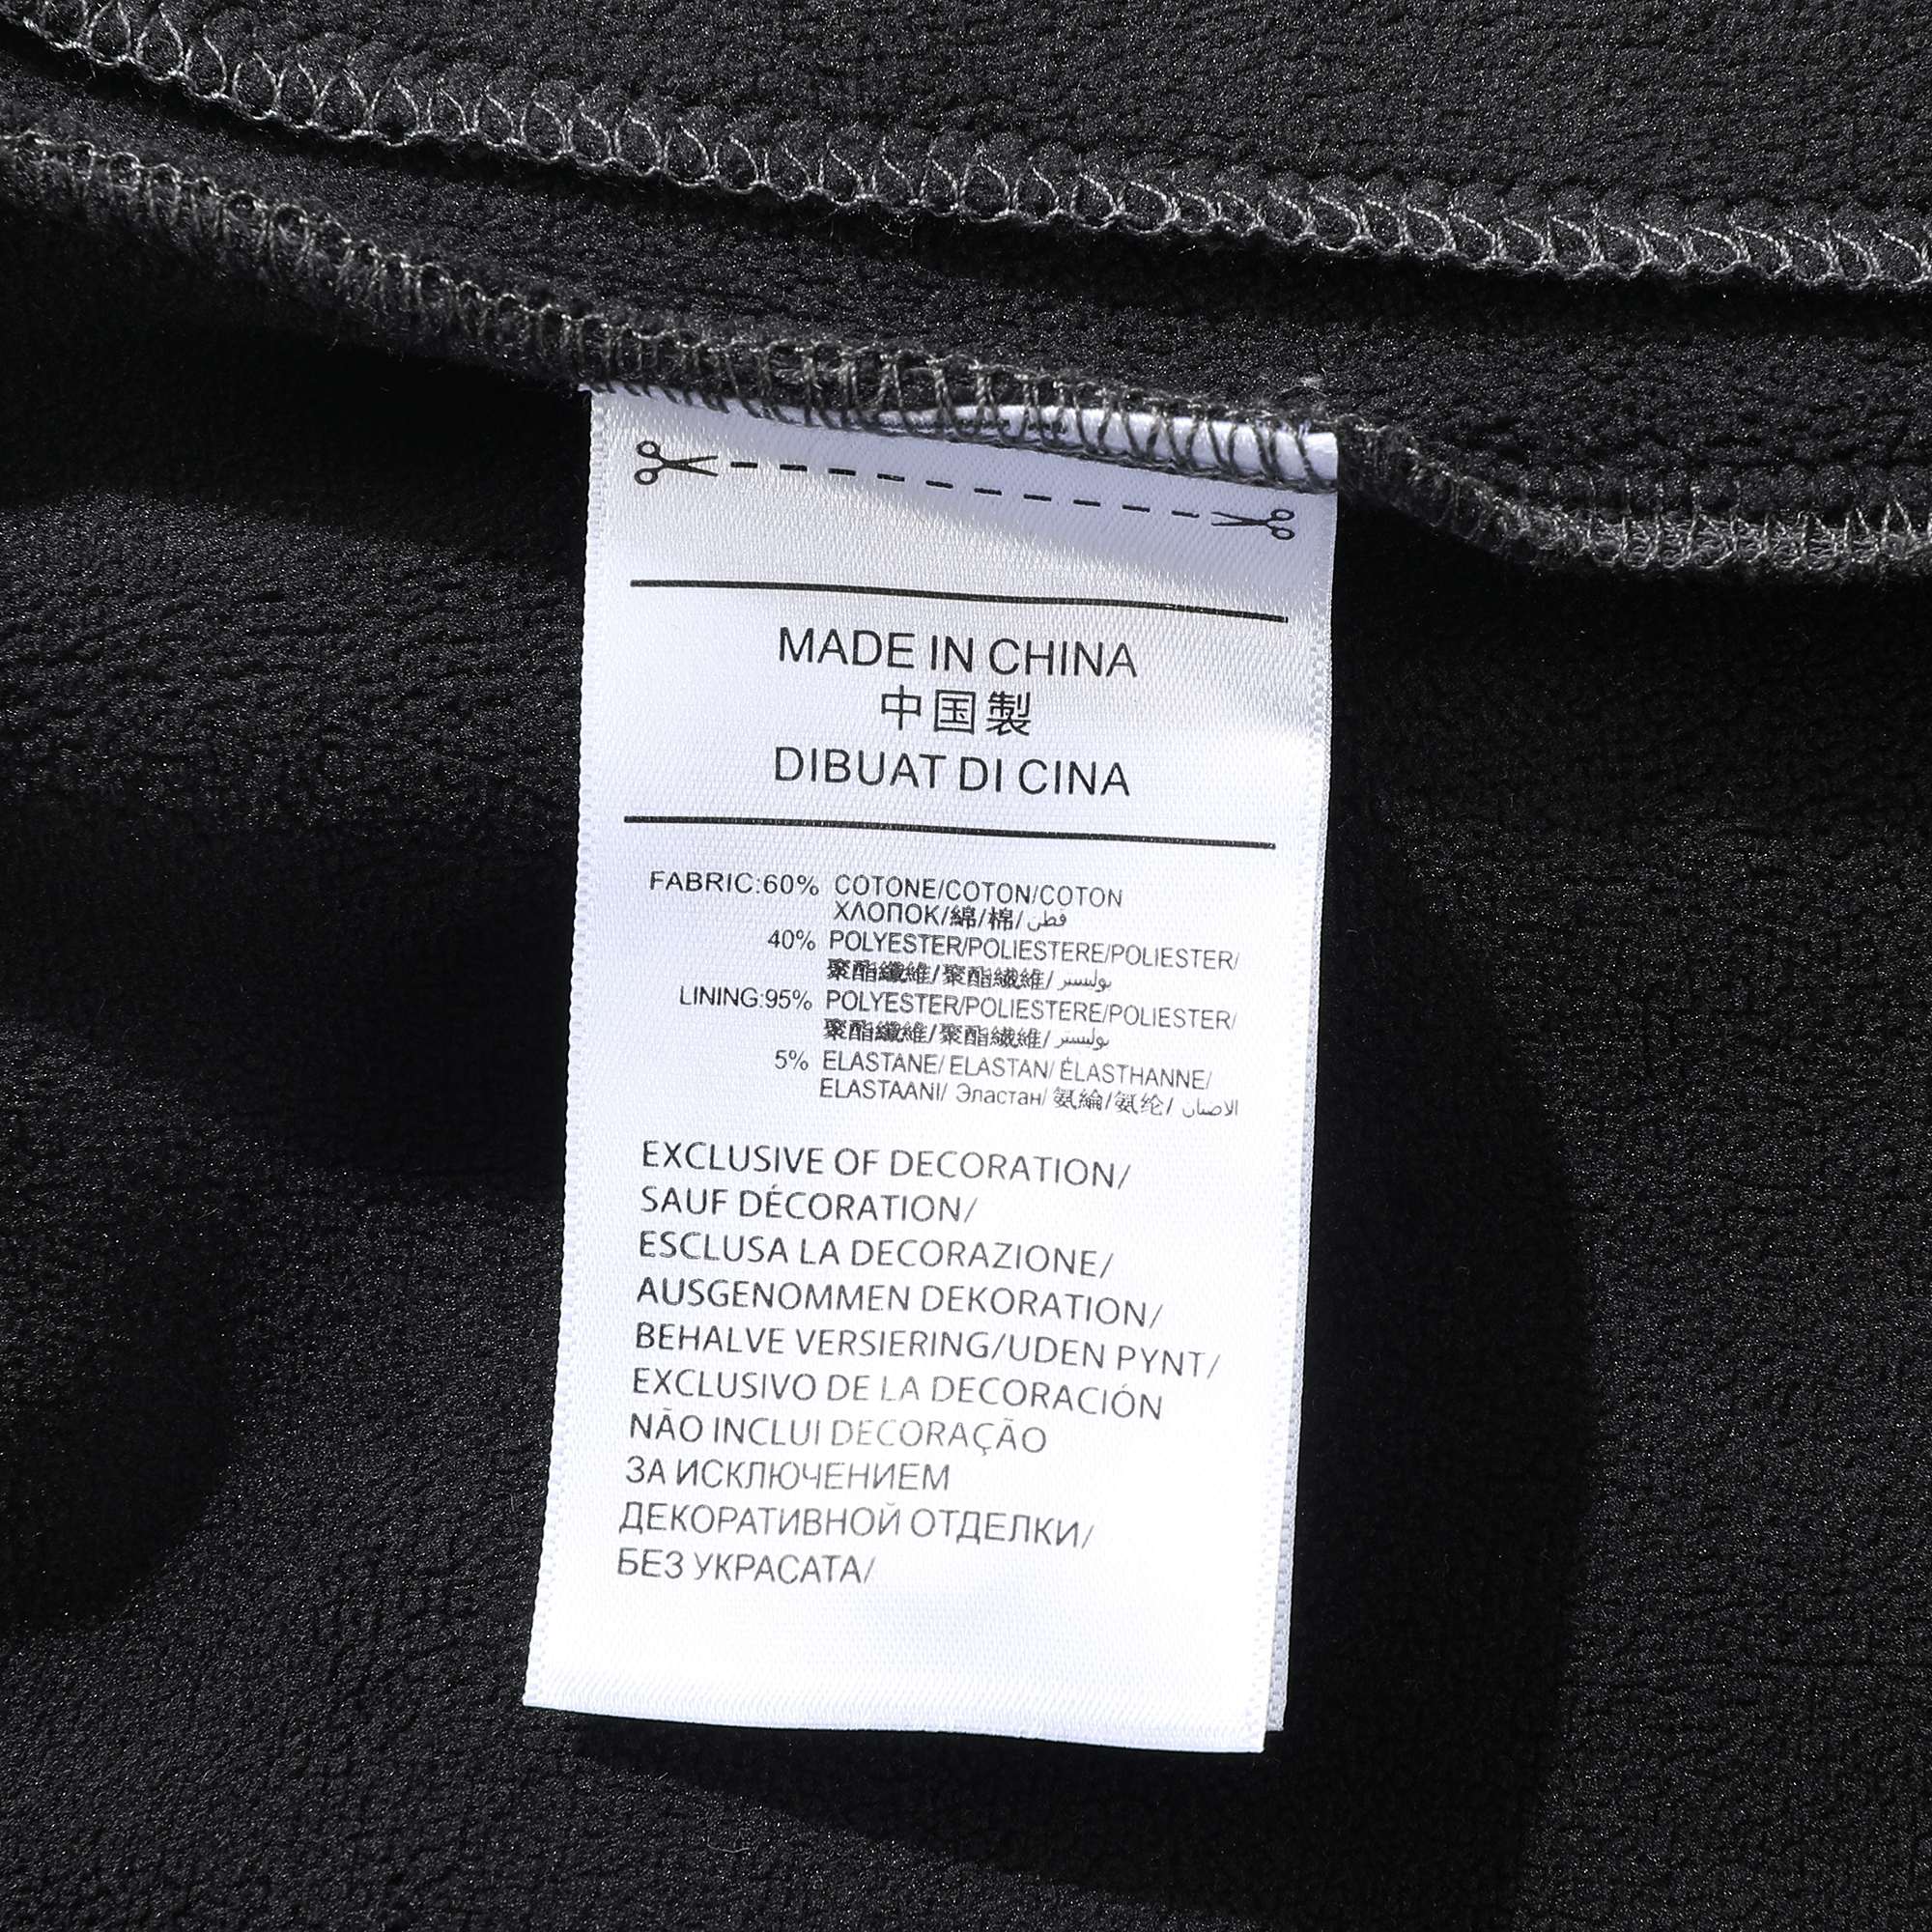 MADE IN CHINA
中国製
DIBUAT DI CINA
FABRIC:60% COTONE/COTON/COTON
ХЛОПОК/綿/棉/قطن
40% POLYESTER/POLIESTERE/POLIESTER/
聚酯纖維/聚酯纖維/
LINING:95% POLYESTER/POLIESTERE/POLIESTER/
聚酯纖維/聚酯纖維/
5% ELASTANE/ ELASTAN/ ÉLASTHANNE/
ELASTAANI/ Эластан/ 氨綸/氨纶/
EXCLUSIVE OF DECORATION/
SAUF DÉCORATION/
ESCLUSA LA DECORAZIONE/
AUSGENOMMEN DEKORATION/
BEHALVE VERSIERING/UDEN PYNT/
EXCLUSIVO DE LA DECORACIÓN
NÃO INCLUI DECORAÇÃO
ЗА ИСКЛЮЧЕНИЕМ
ДЕКОРАТИВНОЙ ОТДЕЛКИ/
БЕЗ УКРАСАТА/